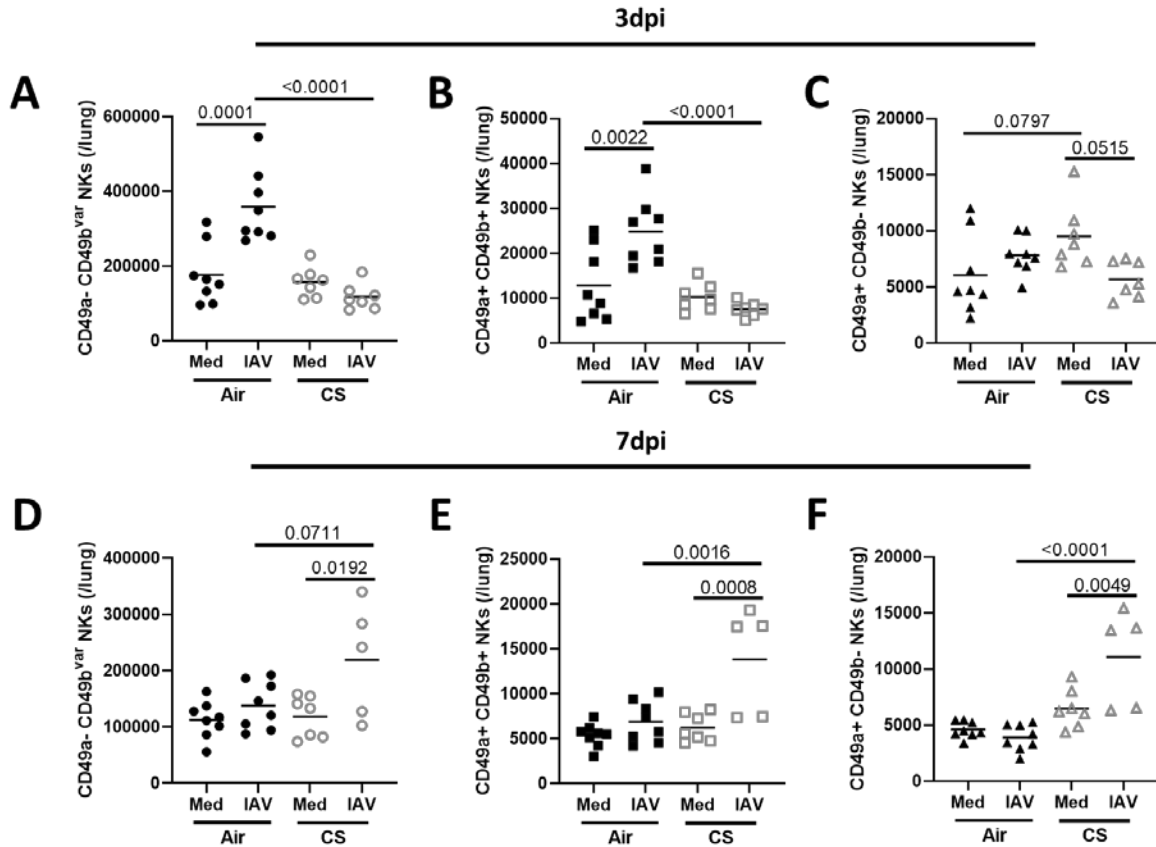 3dpi
A
CD49a- CD49b^var NKs (/lung)
600000
400000
200000
0
0.0001
<0.0001
Med IAV Med IAV
Air CS
B
CD49a+ CD49b+ NKs (/lung)
50000
40000
30000
20000
10000
0
0.0022
<0.0001
Med IAV Med IAV
Air CS
C
CD49a+ CD49b- NKs (/lung)
20000
15000
10000
5000
0
0.0797
0.0515
Med IAV Med IAV
Air CS
7dpi
D
CD49a- CD49b^var NKs (/lung)
400000
300000
200000
100000
0
0.0711
0.0192
Med IAV Med IAV
Air CS
E
CD49a+ CD49b+ NKs (/lung)
25000
20000
15000
10000
5000
0
0.0016
0.0008
Med IAV Med IAV
Air CS
F
CD49a+ CD49b- NKs (/lung)
20000
15000
10000
5000
0
<0.0001
0.0049
Med IAV Med IAV
Air CS